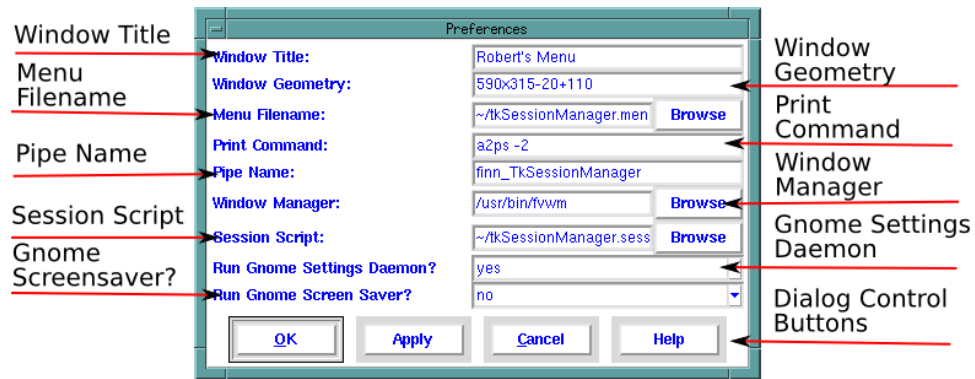 Preferences
Window Title
Menu
Filename
Pipe Name
Session Script
Gnome
Screensaver?
Window Title: Robert's Menu
Window Geometry: 590x315-20+110
Menu Filename: ~/tkSessionManager.men Browse
Print Command: a2ps -2
Pipe Name: finn_TkSessionManager
Window Manager: /usr/bin/fvwm Browse
Session Script: ~/tkSessionManager.sess Browse
Run Gnome Settings Daemon? yes
Run Gnome Screen Saver? no
OK Apply Cancel Help
Window
Geometry
Print
Command
Window
Manager
Gnome Settings
Daemon
Dialog Control
Buttons